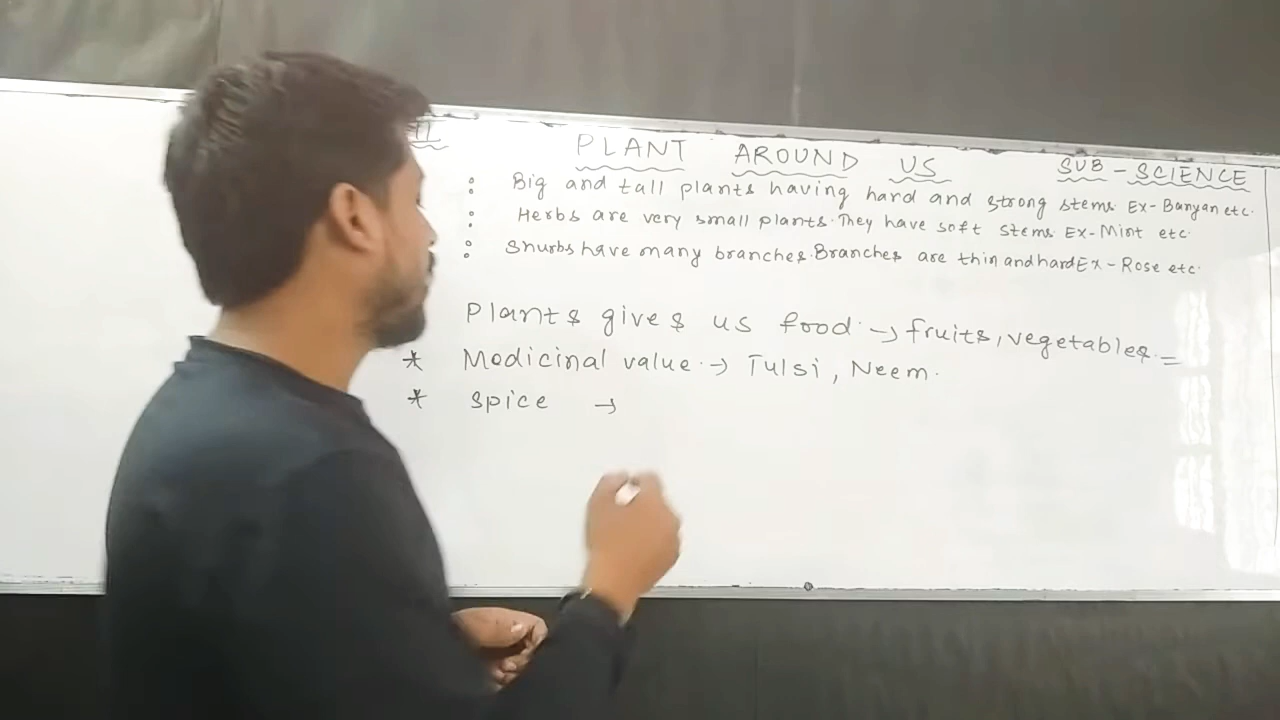 II PLANT AROUND US SUB-SCIENCE
: Big and tall plants having hard and strong stems Ex-Banyan etc.
: Herbs are very small plants. They have soft stems Ex-Mint etc.
: Shurbs have many branches. Branches are thin and hard Ex-Rose etc.
Plants gives us food. → fruits, vegetables. =
* Medicinal value. → Tulsi, Neem.
* spice →